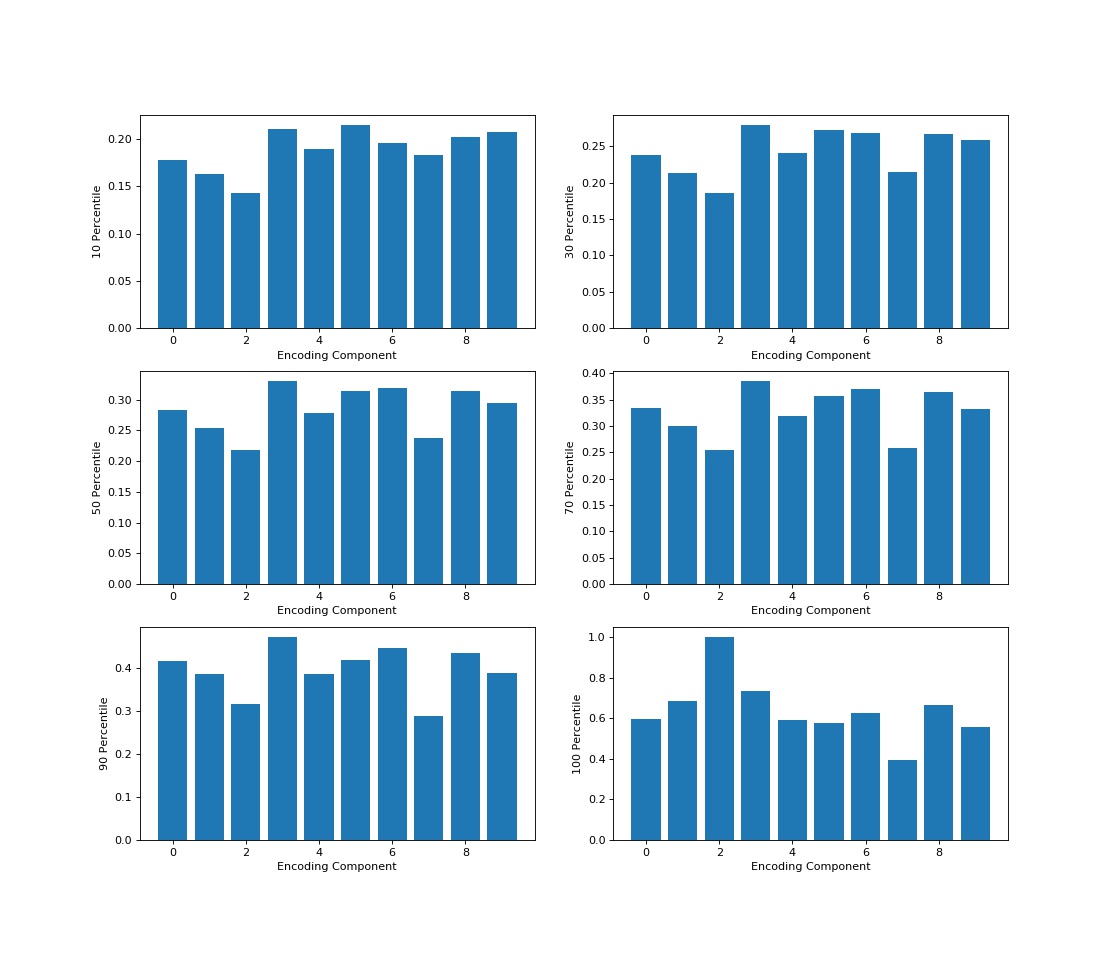 10 Percentile
0.20
0.15
0.10
0.05
0.00
0 2 4 6 8
Encoding Component
30 Percentile
0.25
0.20
0.15
0.10
0.05
0.00
0 2 4 6 8
Encoding Component
50 Percentile
0.30
0.25
0.20
0.15
0.10
0.05
0.00
0 2 4 6 8
Encoding Component
70 Percentile
0.40
0.35
0.30
0.25
0.20
0.15
0.10
0.05
0.00
0 2 4 6 8
Encoding Component
90 Percentile
0.4
0.3
0.2
0.1
0.0
0 2 4 6 8
Encoding Component
100 Percentile
1.0
0.8
0.6
0.4
0.2
0.0
0 2 4 6 8
Encoding Component